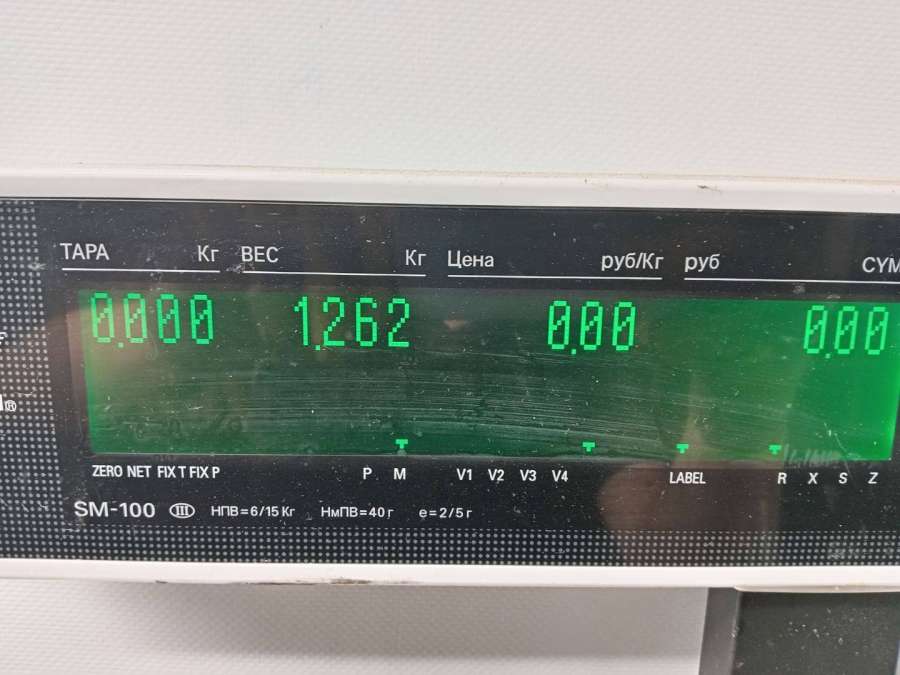 ТАРА Кг ВЕС Кг Цена руб/Кг руб СУМ
0.000 1.262 0.00 0.00
ZERO NET FIX T FIX P P M V1 V2 V3 V4 LABEL R X S Z
SM-100 III НПВ=6/15 Кг НмПВ=40 г е=2/5 г